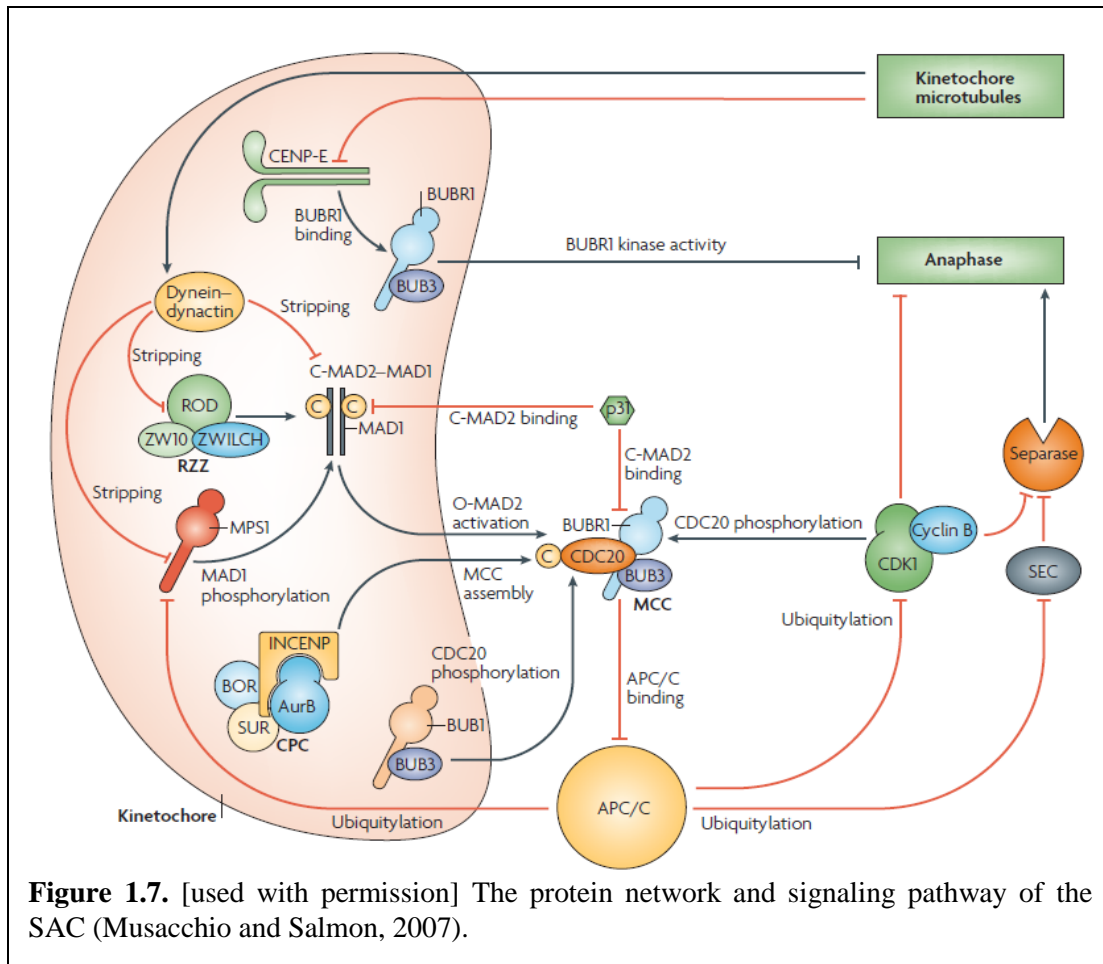 Kinetochore
microtubules
CENP-E
BUBR1
BUBR1
binding
BUB3
BUBR1 kinase activity
Anaphase
Dynein–
dynactin
Stripping
Stripping
C-MAD2–MAD1
ROD
C
C
p31
C-MAD2 binding
MAD1
ZW10
ZWILCH
RZZ
C-MAD2
binding
Separase
Stripping
MPS1
O-MAD2
activation
BUBR1
CDC20 phosphorylation
Cyclin B
C
CDC20
CDK1
MAD1
phosphorylation
MCC
assembly
BUB3
MCC
SEC
Ubiquitylation
INCENP
CDC20
phosphorylation
BOR
AurB
APC/C
binding
SUR
CPC
BUB1
BUB3
Kinetochore
Ubiquitylation
APC/C
Ubiquitylation
Figure 1.7. [used with permission] The protein network and signaling pathway of the
SAC (Musacchio and Salmon, 2007).